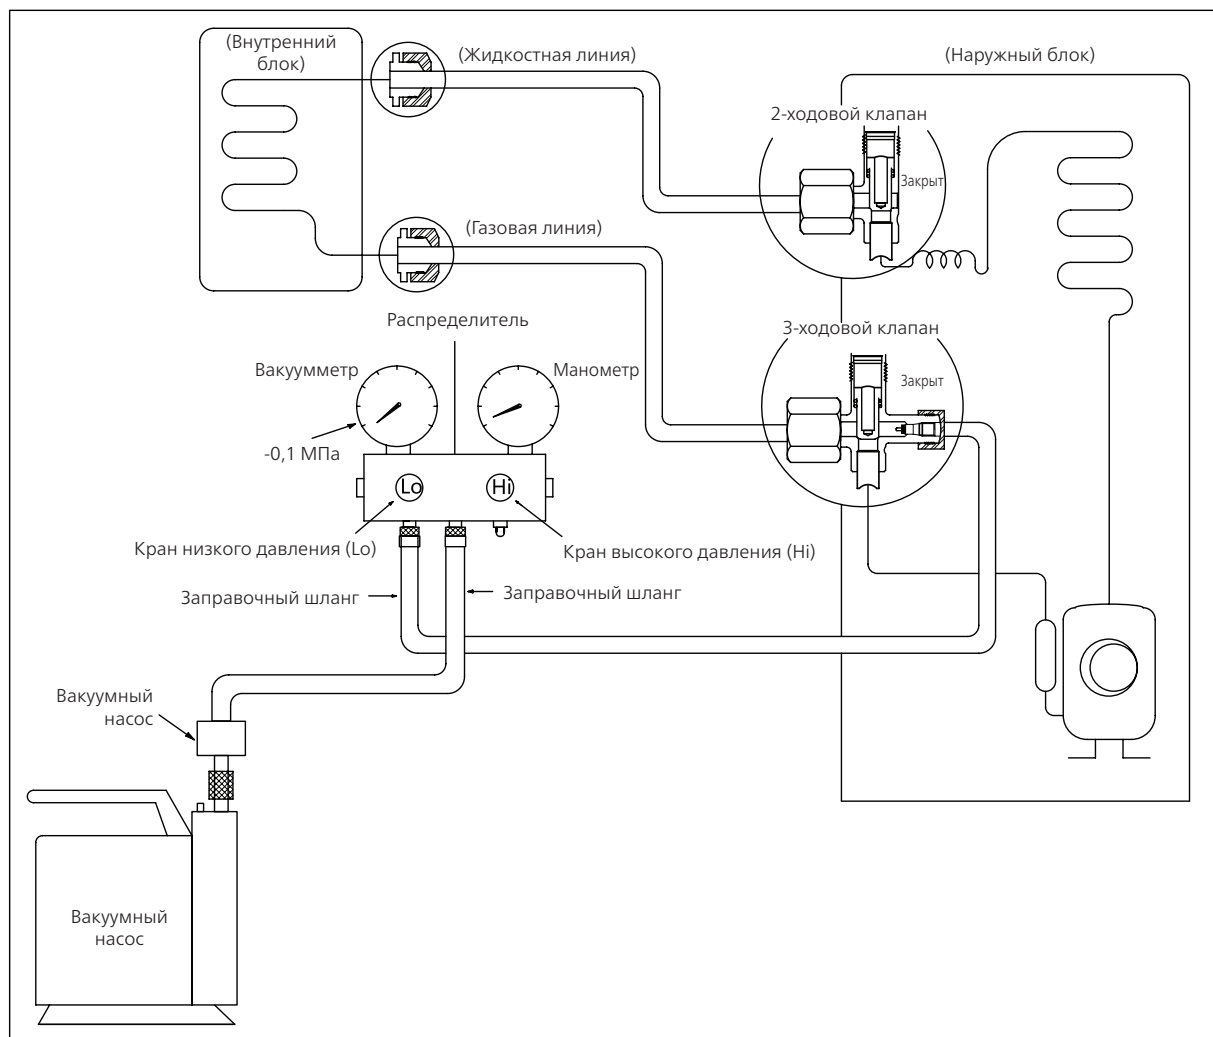 (Внутренний
блок)
(Жидкостная линия)
(Наружный блок)
2-ходовой клапан
Закрыт
(Газовая линия)
Распределитель
3-ходовой клапан
Вакуумметр
Манометр
Закрыт
-0,1 МПа
Lo
Hi
Кран низкого давления (Lo)
Кран высокого давления (Hi)
Заправочный шланг
Заправочный шланг
Вакуумный
насос
Вакуумный
насос